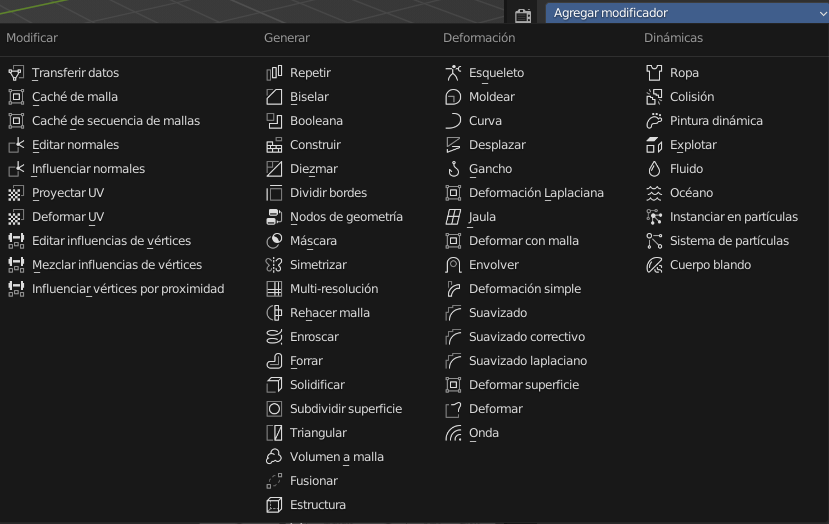 Agregar modificador
Modificar
Transferir datos
Caché de malla
Caché de secuencia de mallas
Editar normales
Influenciar normales
Proyectar UV
Deformar UV
Editar influencias de vértices
Mezclar influencias de vértices
Influenciar vértices por proximidad
Generar
Repetir
Biselar
Booleana
Construir
Diezmar
Dividir bordes
Nodos de geometría
Máscara
Simetrizar
Multi-resolución
Rehacer malla
Enroscar
Forrar
Solidificar
Subdividir superficie
Triangular
Volumen a malla
Fusionar
Estructura
Deformación
Esqueleto
Moldear
Curva
Desplazar
Gancho
Deformación Laplaciana
Jaula
Deformar con malla
Envolver
Deformación simple
Suavizado
Suavizado correctivo
Suavizado laplaciano
Deformar superficie
Deformar
Onda
Dinámicas
Ropa
Colisión
Pintura dinámica
Explotar
Fluido
Océano
Instanciar en partículas
Sistema de partículas
Cuerpo blando